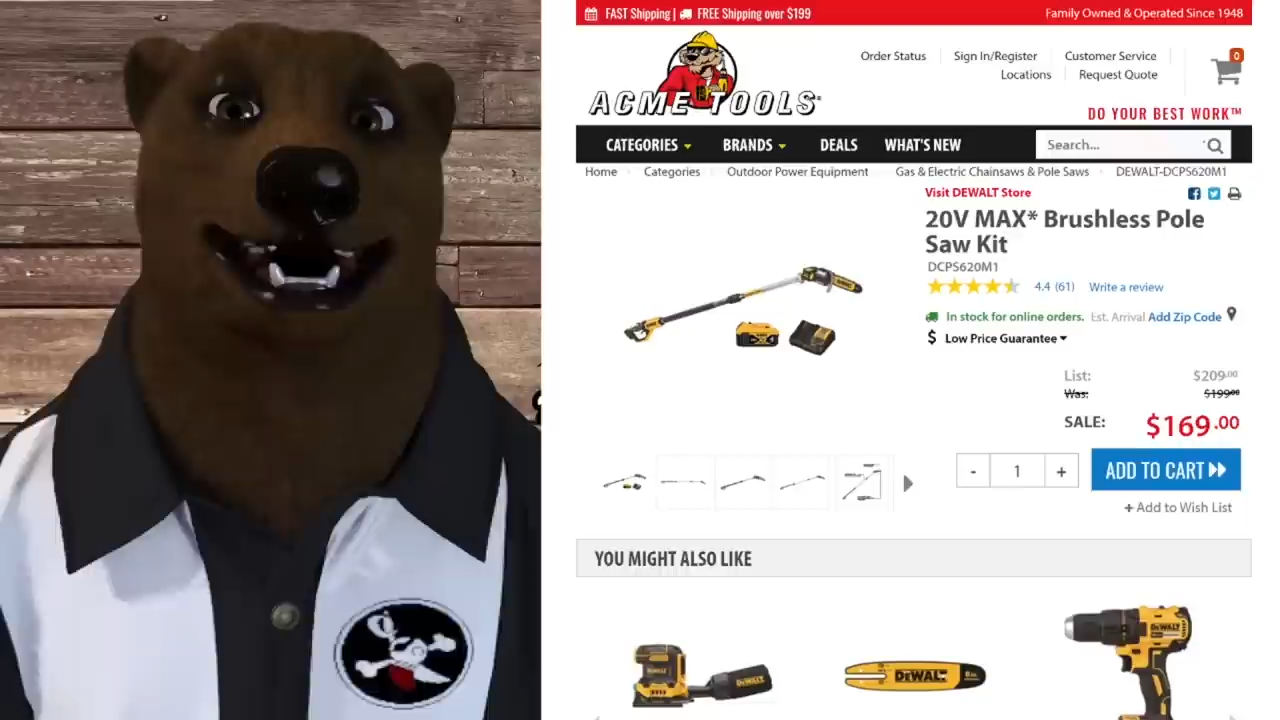 FAST Shipping | FREE Shipping over $199
Family Owned & Operated Since 1948
ACME TOOLS
Order Status
Sign In/Register
Customer Service
Locations
Request Quote
0
DO YOUR BEST WORK™
CATEGORIES
BRANDS
DEALS
WHAT'S NEW
Search...
Home
Categories
Outdoor Power Equipment
Gas & Electric Chainsaws & Pole Saws
DEWALT-DCPS620M1
Visit DEWALT Store
20V MAX* Brushless Pole
Saw Kit
DCPS620M1
4.4 (61)
Write a review
In stock for online orders. Est. Arrival Add Zip Code
$ Low Price Guarantee
List: $209.00
Was: $199.00
SALE: $169.00
- 1 +
ADD TO CART
+ Add to Wish List
YOU MIGHT ALSO LIKE
DEWALT
DEWALT
DEWALT